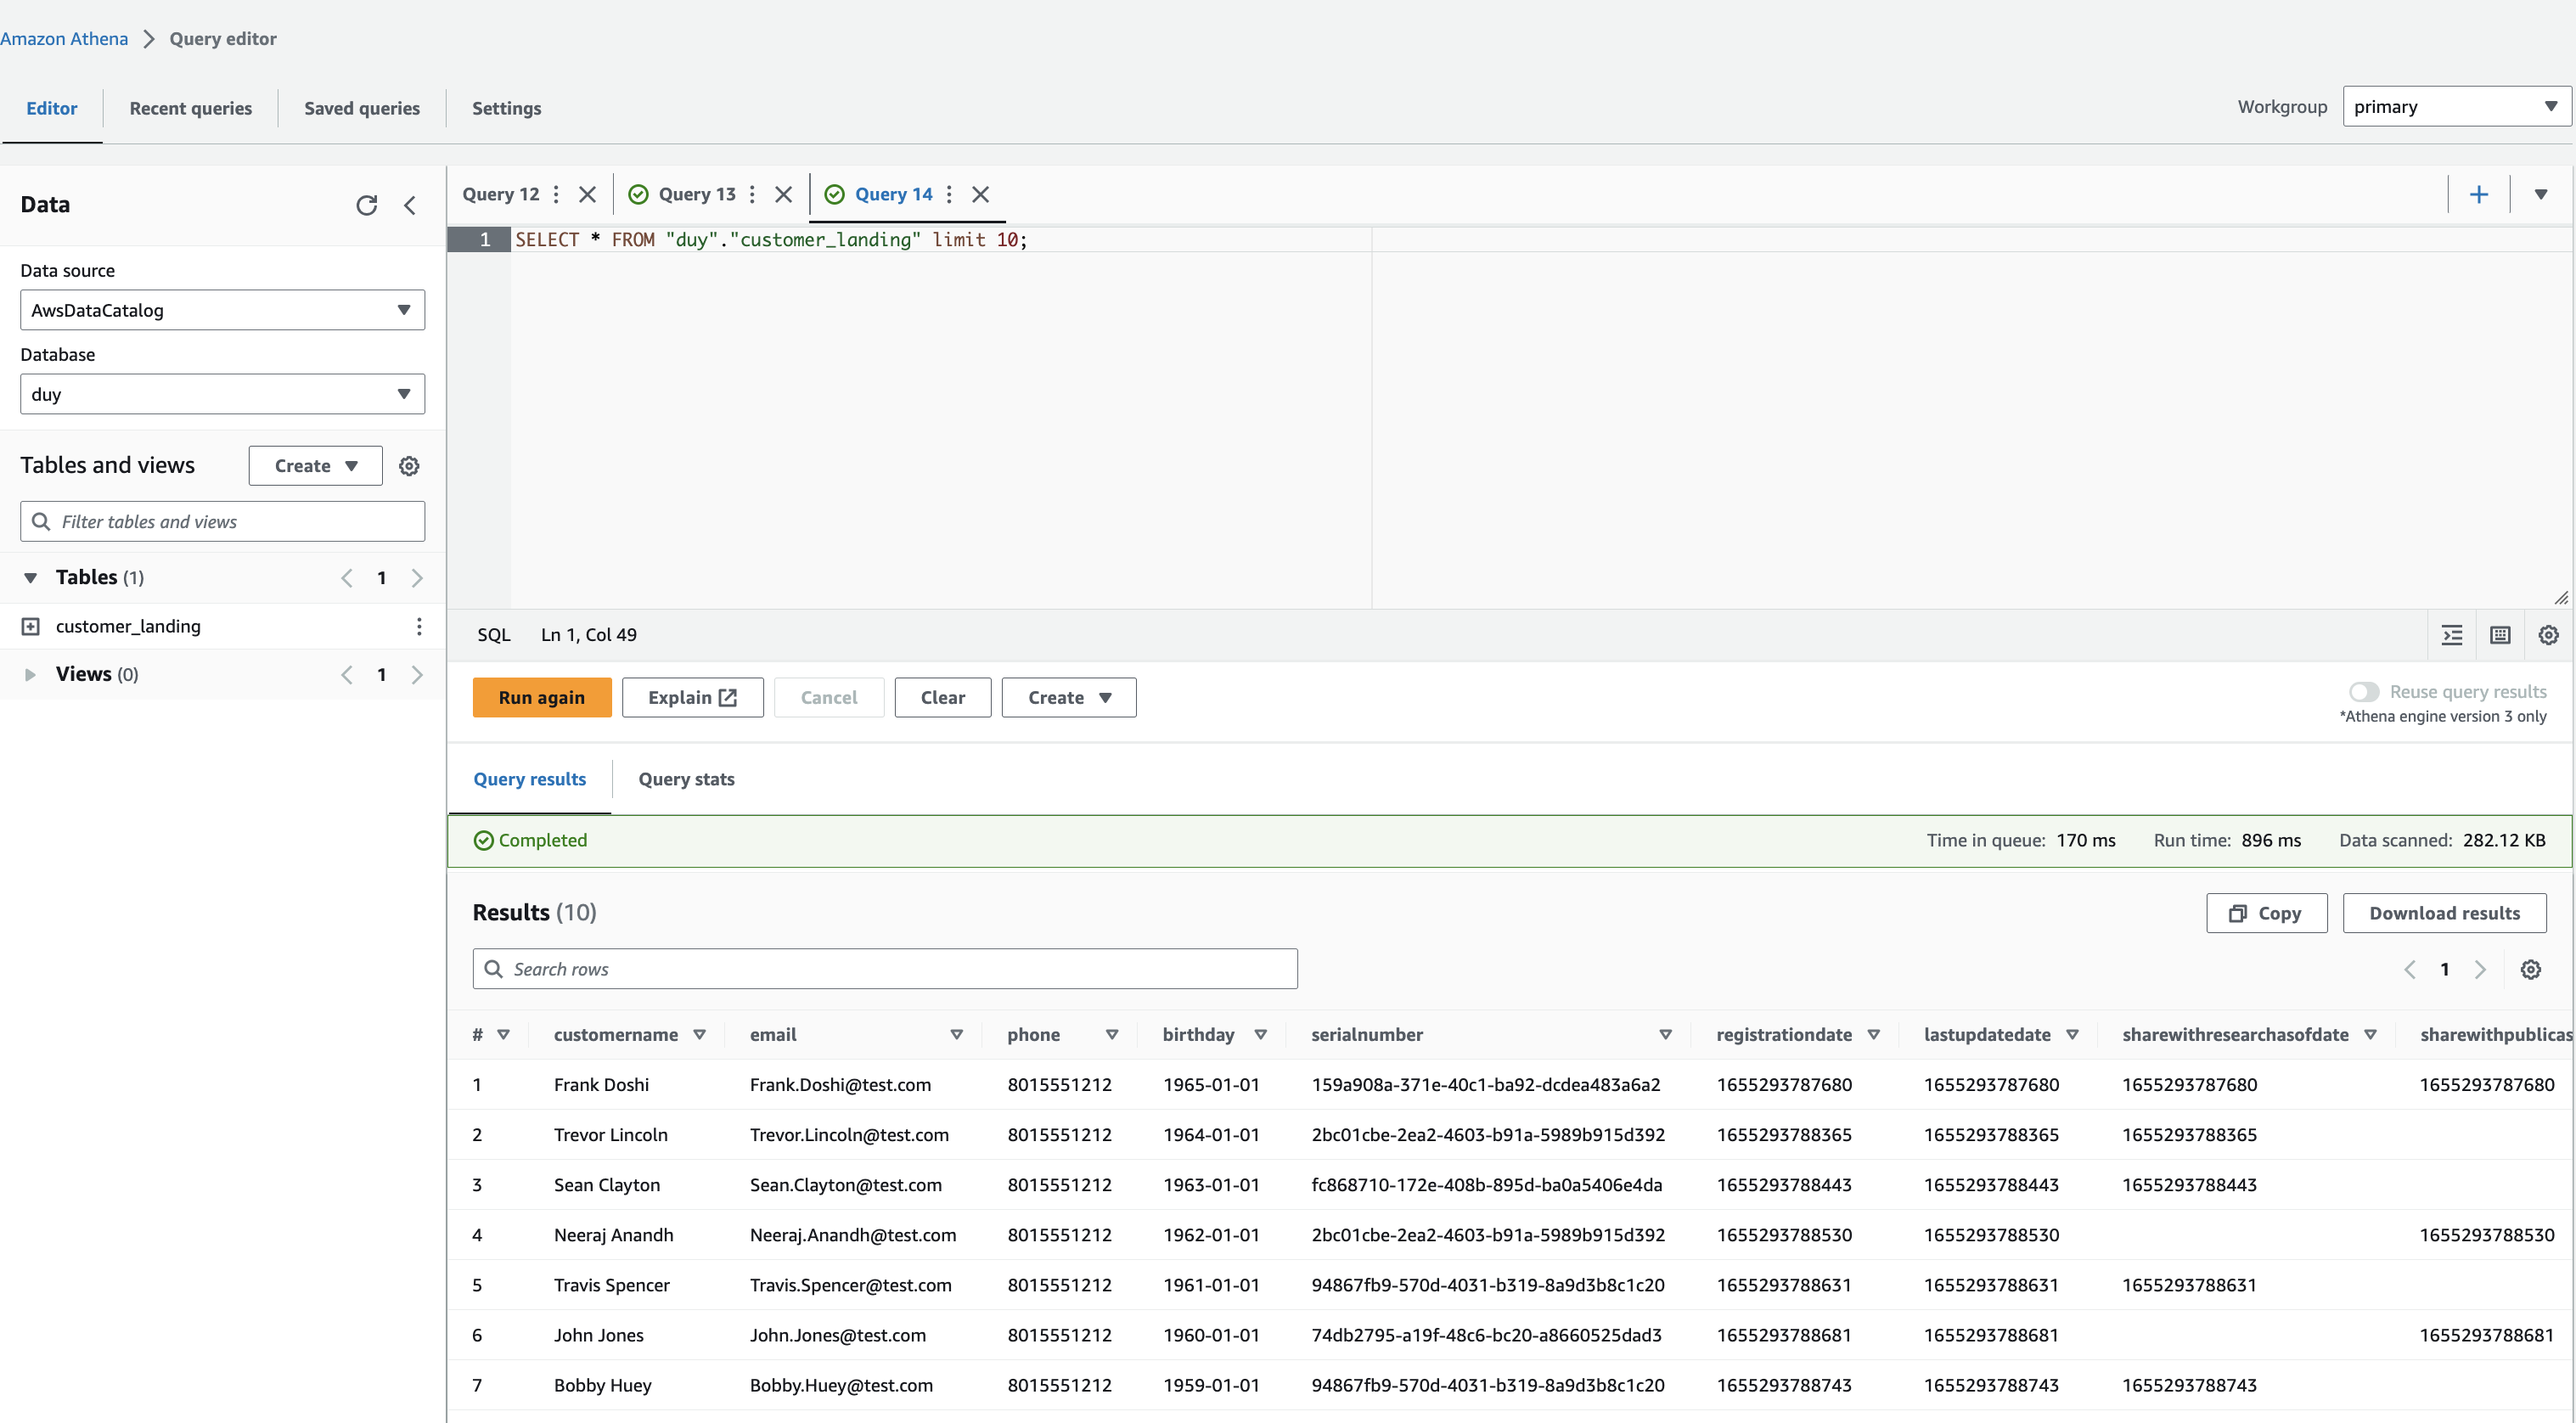 Amazon Athena > Query editor
Editor Recent queries Saved queries Settings Workgroup primary
Data
Data source
AwsDataCatalog
Database
duy
Tables and views Create
Filter tables and views
Tables (1) 1
customer_landing
Views (0) 1
Query 12 Query 13 Query 14
1 SELECT * FROM "duy"."customer_landing" limit 10;
SQL Ln 1, Col 49
Run again Explain Cancel Clear Create Reuse query results
*Athena engine version 3 only
Query results Query stats
Completed Time in queue: 170 ms Run time: 896 ms Data scanned: 282.12 KB
Results (10) Copy Download results
Search rows 1
# customername email phone birthday serialnumber registrationdate lastupdatedate sharewithresearchasofdate sharewithpublicas
1 Frank Doshi Frank.Doshi@test.com 8015551212 1965-01-01 159a908a-371e-40c1-ba92-dcdea483a6a2 1655293787680 1655293787680 1655293787680 1655293787680
2 Trevor Lincoln Trevor.Lincoln@test.com 8015551212 1964-01-01 2bc01cbe-2ea2-4603-b91a-5989b915d392 1655293788365 1655293788365 1655293788365
3 Sean Clayton Sean.Clayton@test.com 8015551212 1963-01-01 fc868710-172e-408b-895d-ba0a5406e4da 1655293788443 1655293788443 1655293788443
4 Neeraj Anandh Neeraj.Anandh@test.com 8015551212 1962-01-01 2bc01cbe-2ea2-4603-b91a-5989b915d392 1655293788530 1655293788530 1655293788530
5 Travis Spencer Travis.Spencer@test.com 8015551212 1961-01-01 94867fb9-570d-4031-b319-8a9d3b8c1c20 1655293788631 1655293788631 1655293788631
6 John Jones John.Jones@test.com 8015551212 1960-01-01 74db2795-a19f-48c6-bc20-a8660525dad3 1655293788681 1655293788681 1655293788681
7 Bobby Huey Bobby.Huey@test.com 8015551212 1959-01-01 94867fb9-570d-4031-b319-8a9d3b8c1c20 1655293788743 1655293788743 1655293788743